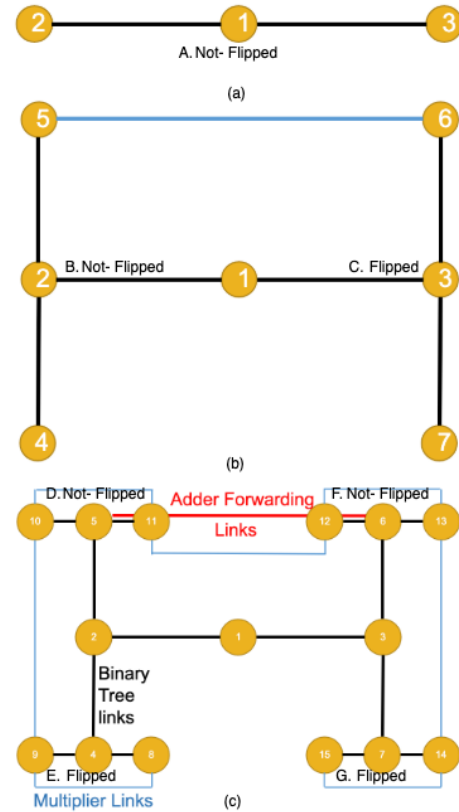 2 1 3
A. Not- Flipped
(a)
5 6
B. Not- Flipped C. Flipped
2 1 3
4 7
(b)
D. Not- Flipped Adder Forwarding F. Not- Flipped
10 5 11 12 6 13
Links
2 1 3
Binary
Tree
links
9 4 8 15 7 14
E. Flipped G. Flipped
Multiplier Links (c)